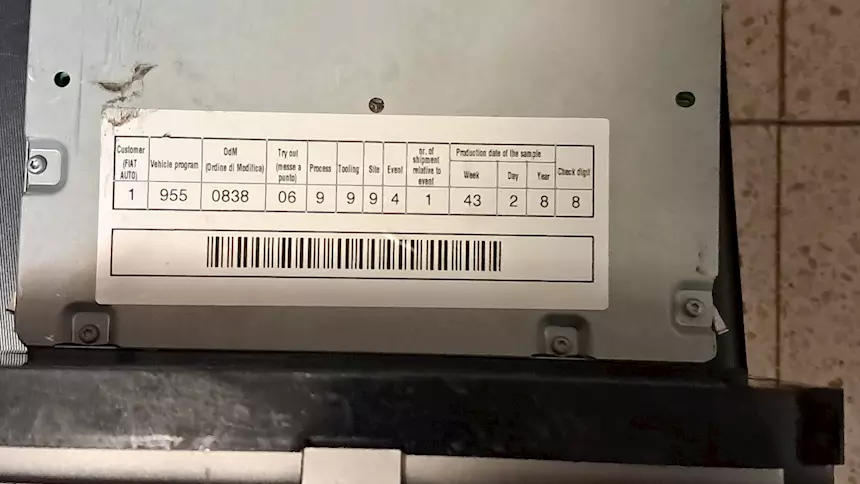 Customer (FIAT AUTO) Vehicle program OdM (Ordine di Modifica) Try out (messe a punto) Process Tooling Site Event nr. of shipment relative to event Production date of the sample Week Day Year Check digit
1 955 0838 06 9 9 9 4 1 43 2 8 8